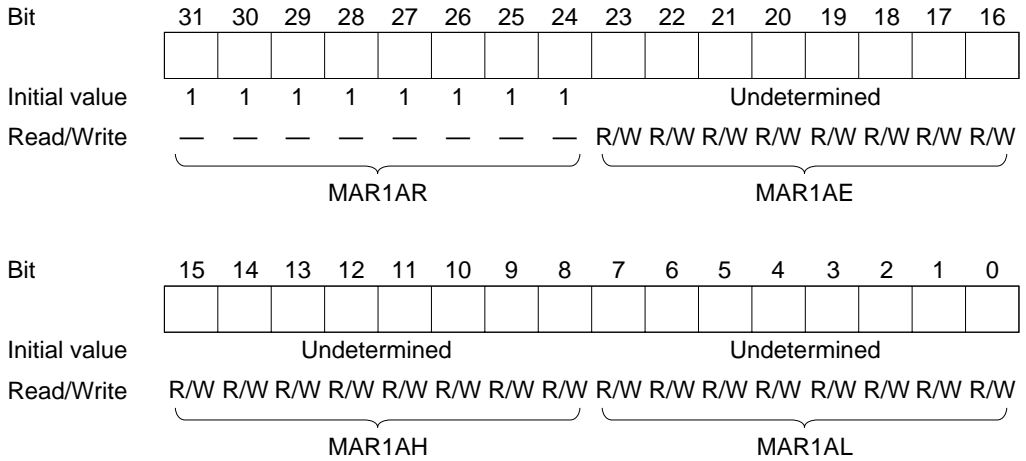 Bit 31 30 29 28 27 26 25 24 23 22 21 20 19 18 17 16
Initial value 1 1 1 1 1 1 1 1 Undetermined
Read/Write — — — — — — — — R/W R/W R/W R/W R/W R/W R/W R/W
MAR1AR MAR1AE
Bit 15 14 13 12 11 10 9 8 7 6 5 4 3 2 1 0
Initial value Undetermined Undetermined
Read/Write R/W R/W R/W R/W R/W R/W R/W R/W R/W R/W R/W R/W R/W R/W R/W R/W
MAR1AH MAR1AL